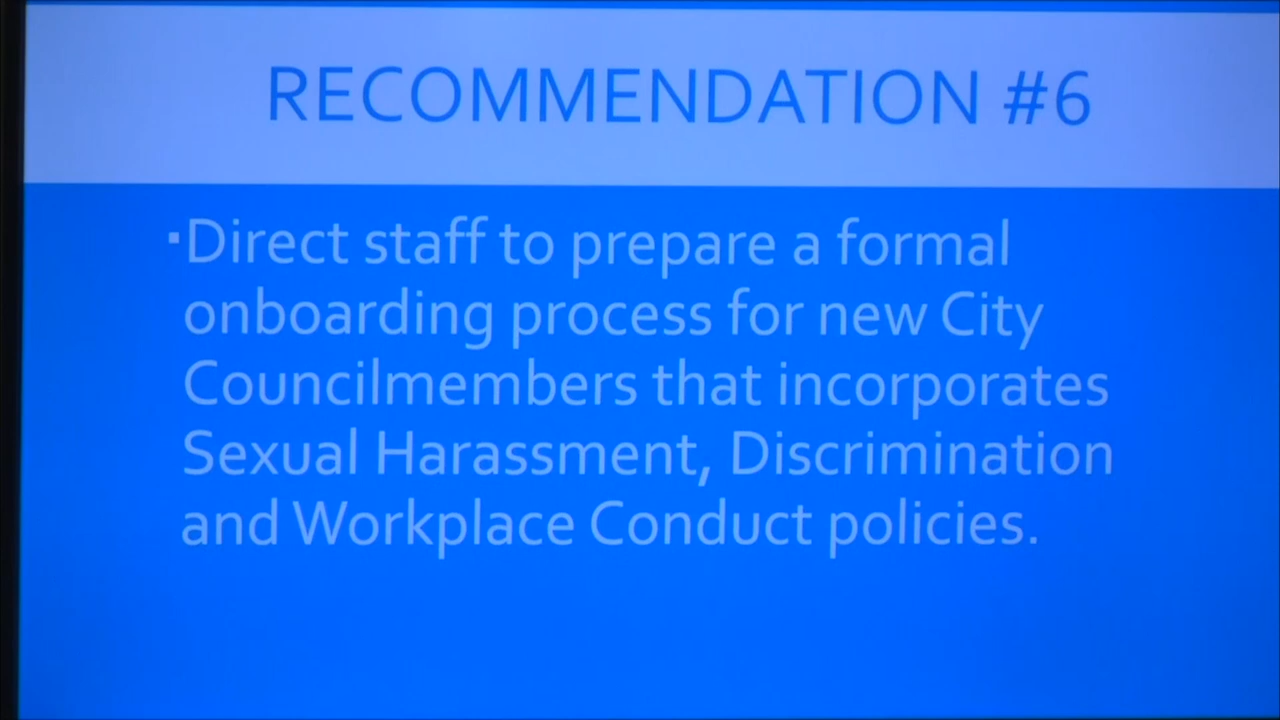 RECOMMENDATION #6
▪Direct staff to prepare a formal
onboarding process for new City
Councilmembers that incorporates
Sexual Harassment, Discrimination
and Workplace Conduct policies.